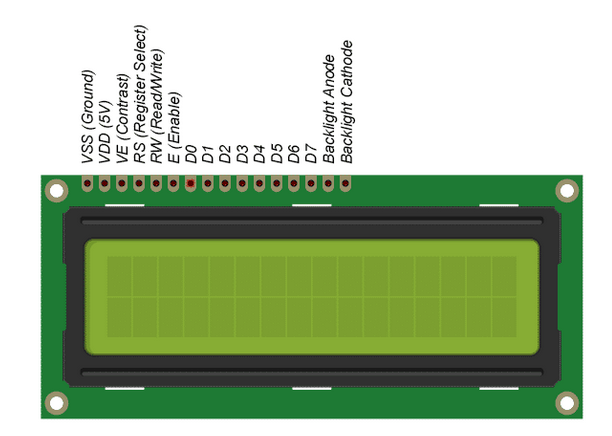 VSS (Ground)
VDD (5V)
VE (Contrast)
RS (Register Select)
RW (Read/Write)
E (Enable)
D0
D1
D2
D3
D4
D5
D6
D7
Backlight Anode
Backlight Cathode